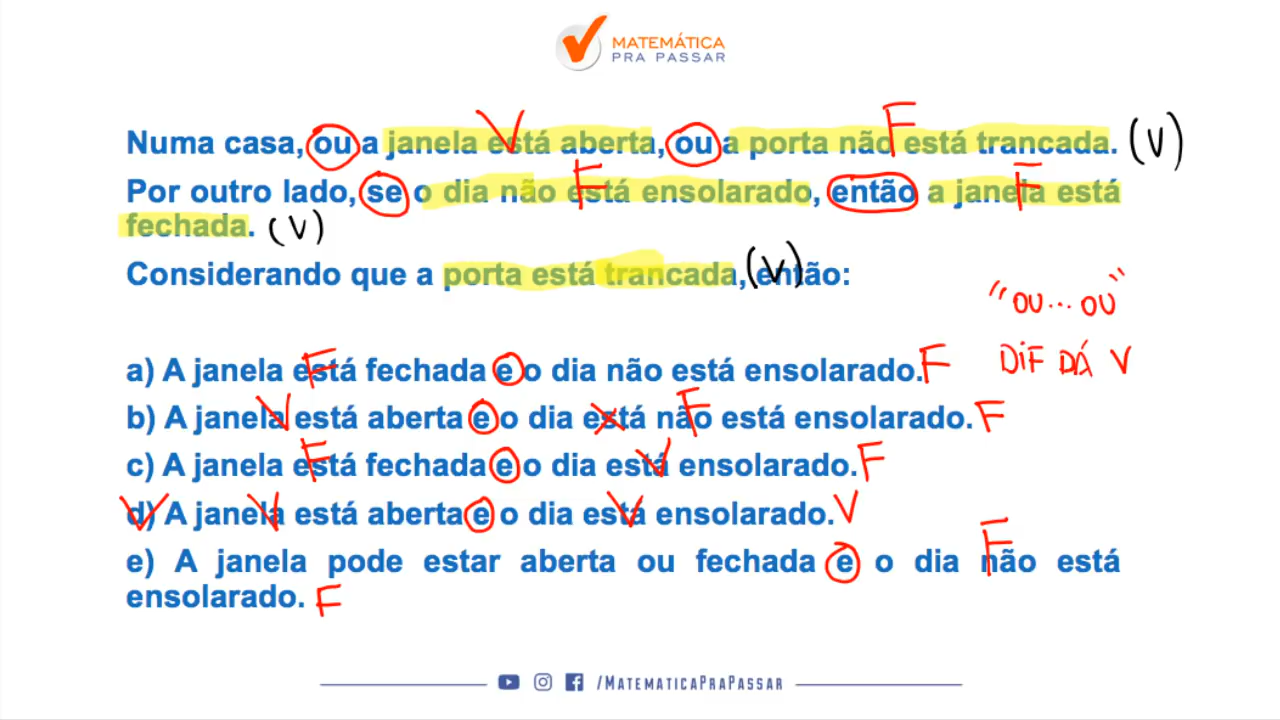 MATEMÁTICA
PRA PASSAR
V F
Numa casa, ou a janela está aberta, ou a porta não está trancada. (V)
F F
Por outro lado, se o dia não está ensolarado, então a janela está
fechada. (V)
Considerando que a porta está trancada, (V) então:
"OU...OU"
DIF DÁ V
F
a) A janela está fechada e o dia não está ensolarado. F
V F
b) A janela está aberta e o dia está não está ensolarado. F
F V
c) A janela está fechada e o dia está ensolarado. F
V V V
d) A janela está aberta e o dia está ensolarado. V
F
e) A janela pode estar aberta ou fechada e o dia não está
ensolarado. F
/MATEMATICAPRAPASSAR